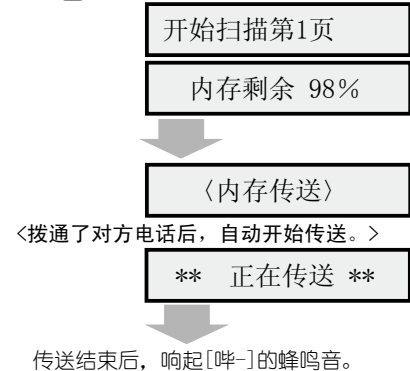 开始扫描第1页
内存剩余 98%
〈内存传送〉
<拨通了对方电话后，自动开始传送。>
** 正在传送 **
传送结束后，响起[哔-]的蜂鸣音。